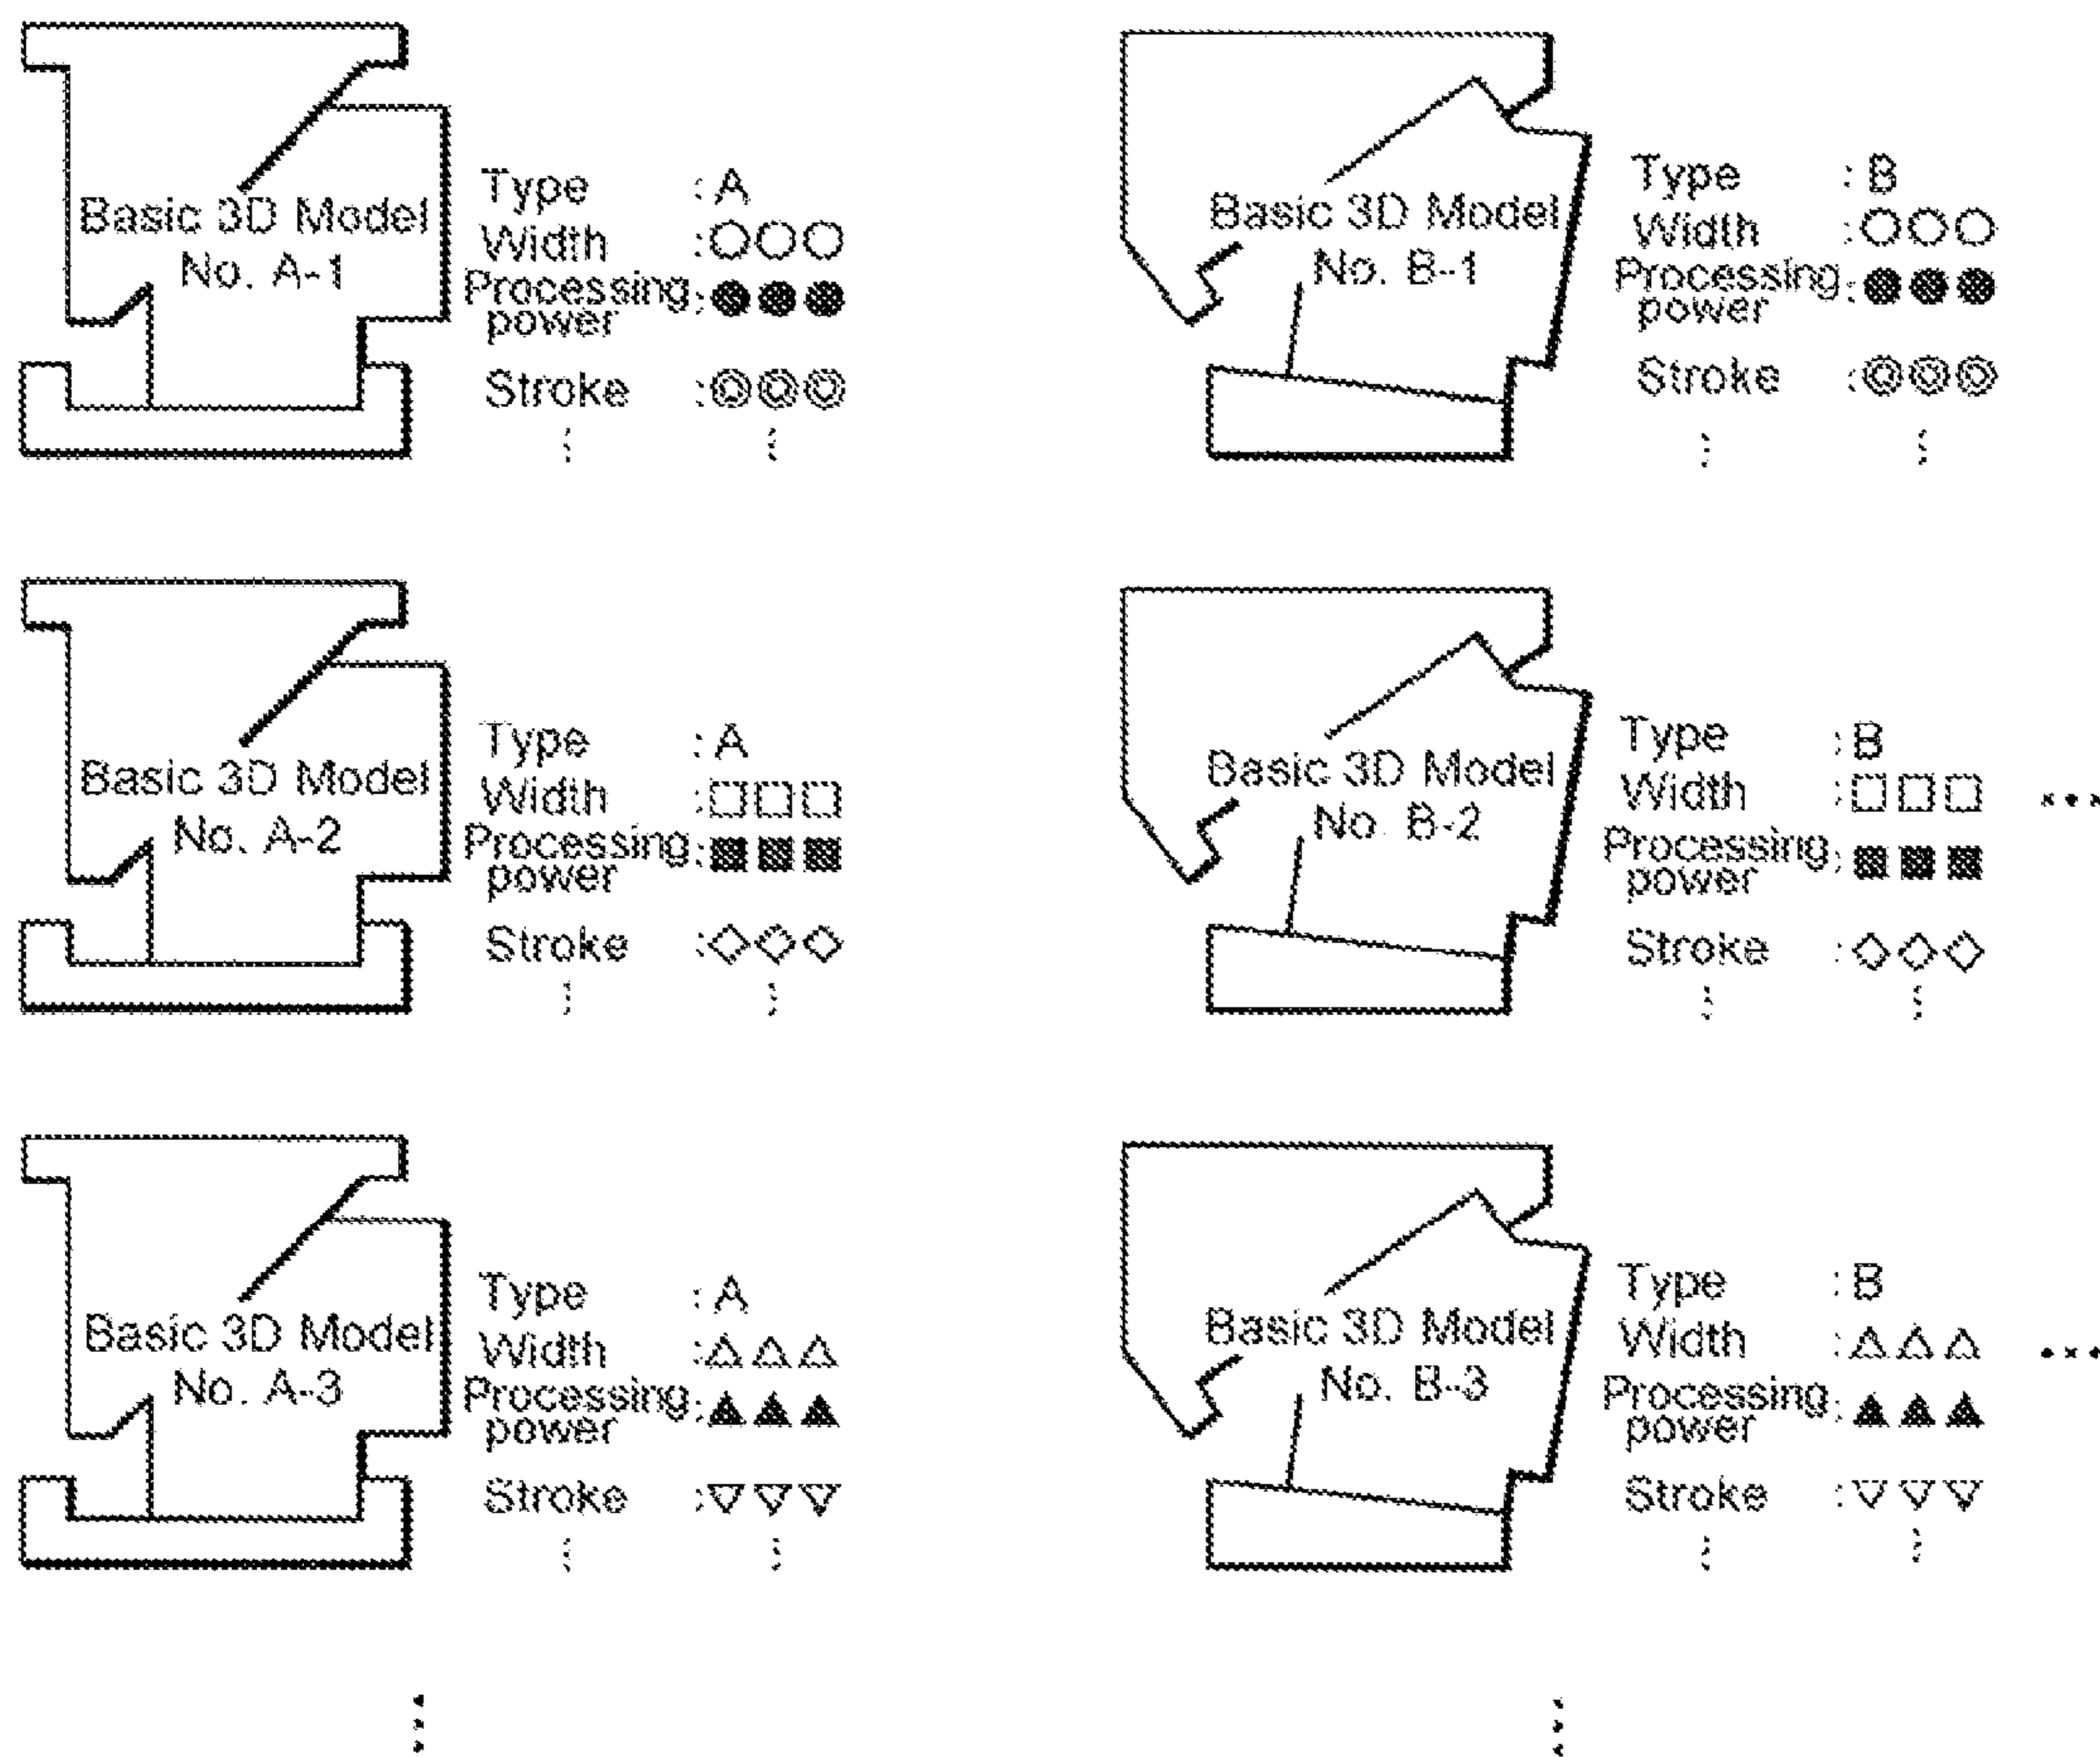 Basic 3D Model
No. A-1
Type : A
Width : ○○○
Processing power : ●●●
Stroke : ◎◎◎
⋮ ⋮
Basic 3D Model
No. B-1
Type : B
Width : ○○○
Processing power : ●●●
Stroke : ◎◎◎
⋮ ⋮
Basic 3D Model
No. A-2
Type : A
Width : □□□
Processing power : ■■■
Stroke : ◇◇◇
⋮ ⋮
Basic 3D Model
No. B-2
Type : B
Width : □□□
Processing power : ■■■
Stroke : ◇◇◇
⋮ ⋮
...
Basic 3D Model
No. A-3
Type : A
Width : △△△
Processing power : ▲▲▲
Stroke : ▽▽▽
⋮ ⋮
Basic 3D Model
No. B-3
Type : B
Width : △△△
Processing power : ▲▲▲
Stroke : ▽▽▽
⋮ ⋮
...
⋮ ⋮